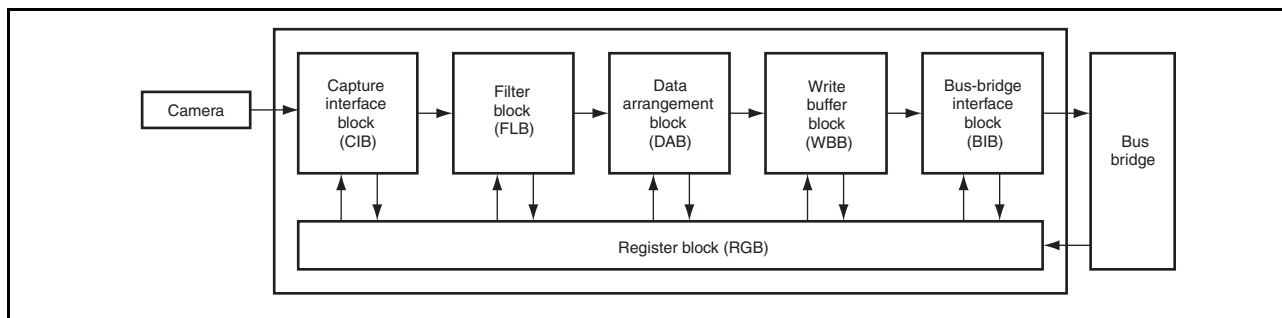 Camera
Capture
interface
block
(CIB)
Filter
block
(FLB)
Data
arrangement
block
(DAB)
Write
buffer
block
(WBB)
Bus-bridge
interface
block
(BIB)
Bus
bridge
Register block (RGB)